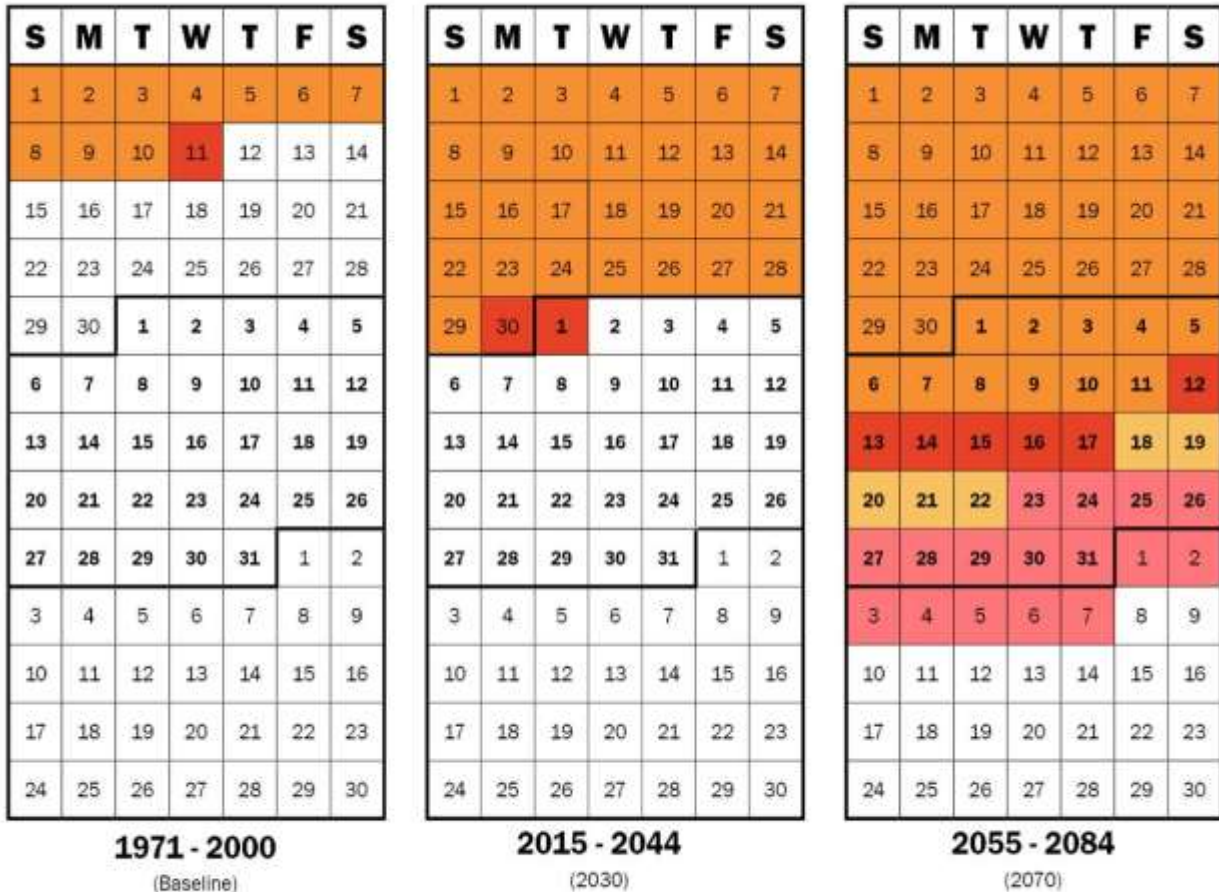 S M T W T F S
1 2 3 4 5 6 7
8 9 10 11 12 13 14
15 16 17 18 19 20 21
22 23 24 25 26 27 28
29 30 1 2 3 4 5
6 7 8 9 10 11 12
13 14 15 16 17 18 19
20 21 22 23 24 25 26
27 28 29 30 31 1 2
3 4 5 6 7 8 9
10 11 12 13 14 15 16
17 18 19 20 21 22 23
24 25 26 27 28 29 30
1971 - 2000
(Baseline)
S M T W T F S
1 2 3 4 5 6 7
8 9 10 11 12 13 14
15 16 17 18 19 20 21
22 23 24 25 26 27 28
29 30 1 2 3 4 5
6 7 8 9 10 11 12
13 14 15 16 17 18 19
20 21 22 23 24 25 26
27 28 29 30 31 1 2
3 4 5 6 7 8 9
10 11 12 13 14 15 16
17 18 19 20 21 22 23
24 25 26 27 28 29 30
2015 - 2044
(2030)
S M T W T F S
1 2 3 4 5 6 7
8 9 10 11 12 13 14
15 16 17 18 19 20 21
22 23 24 25 26 27 28
29 30 1 2 3 4 5
6 7 8 9 10 11 12
13 14 15 16 17 18 19
20 21 22 23 24 25 26
27 28 29 30 31 1 2
3 4 5 6 7 8 9
10 11 12 13 14 15 16
17 18 19 20 21 22 23
24 25 26 27 28 29 30
2055 - 2084
(2070)